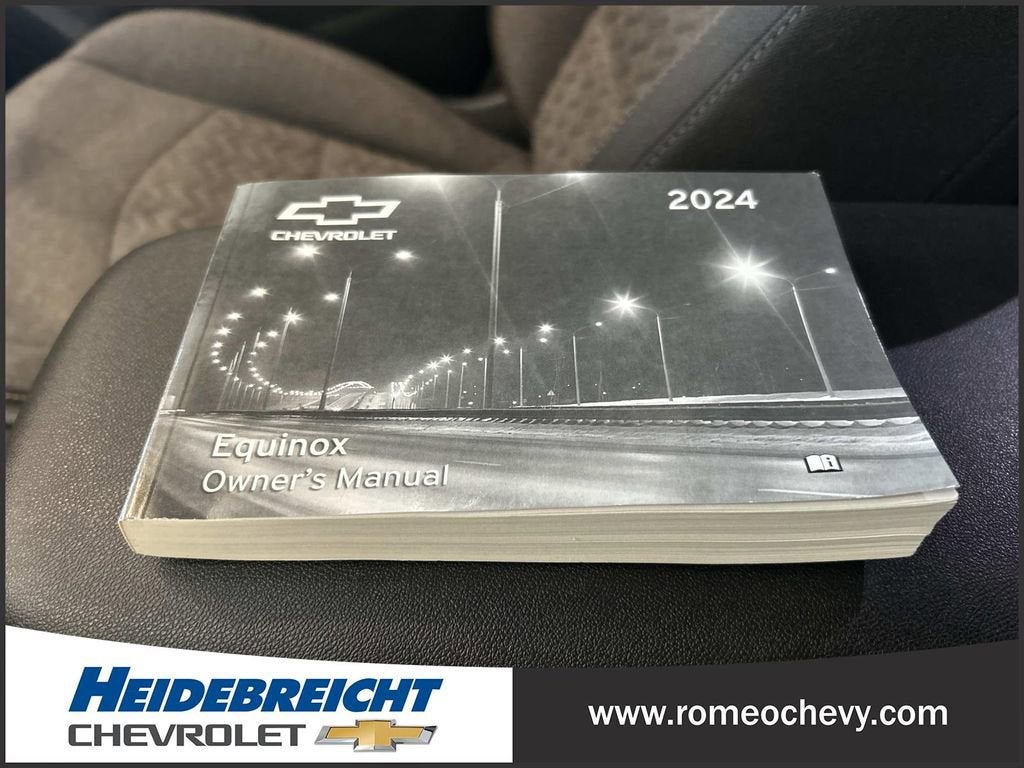 CHEVROLET
2024
Equinox
Owner's Manual
i
HEIDEBREICHT
CHEVROLET
www.romeochevy.com